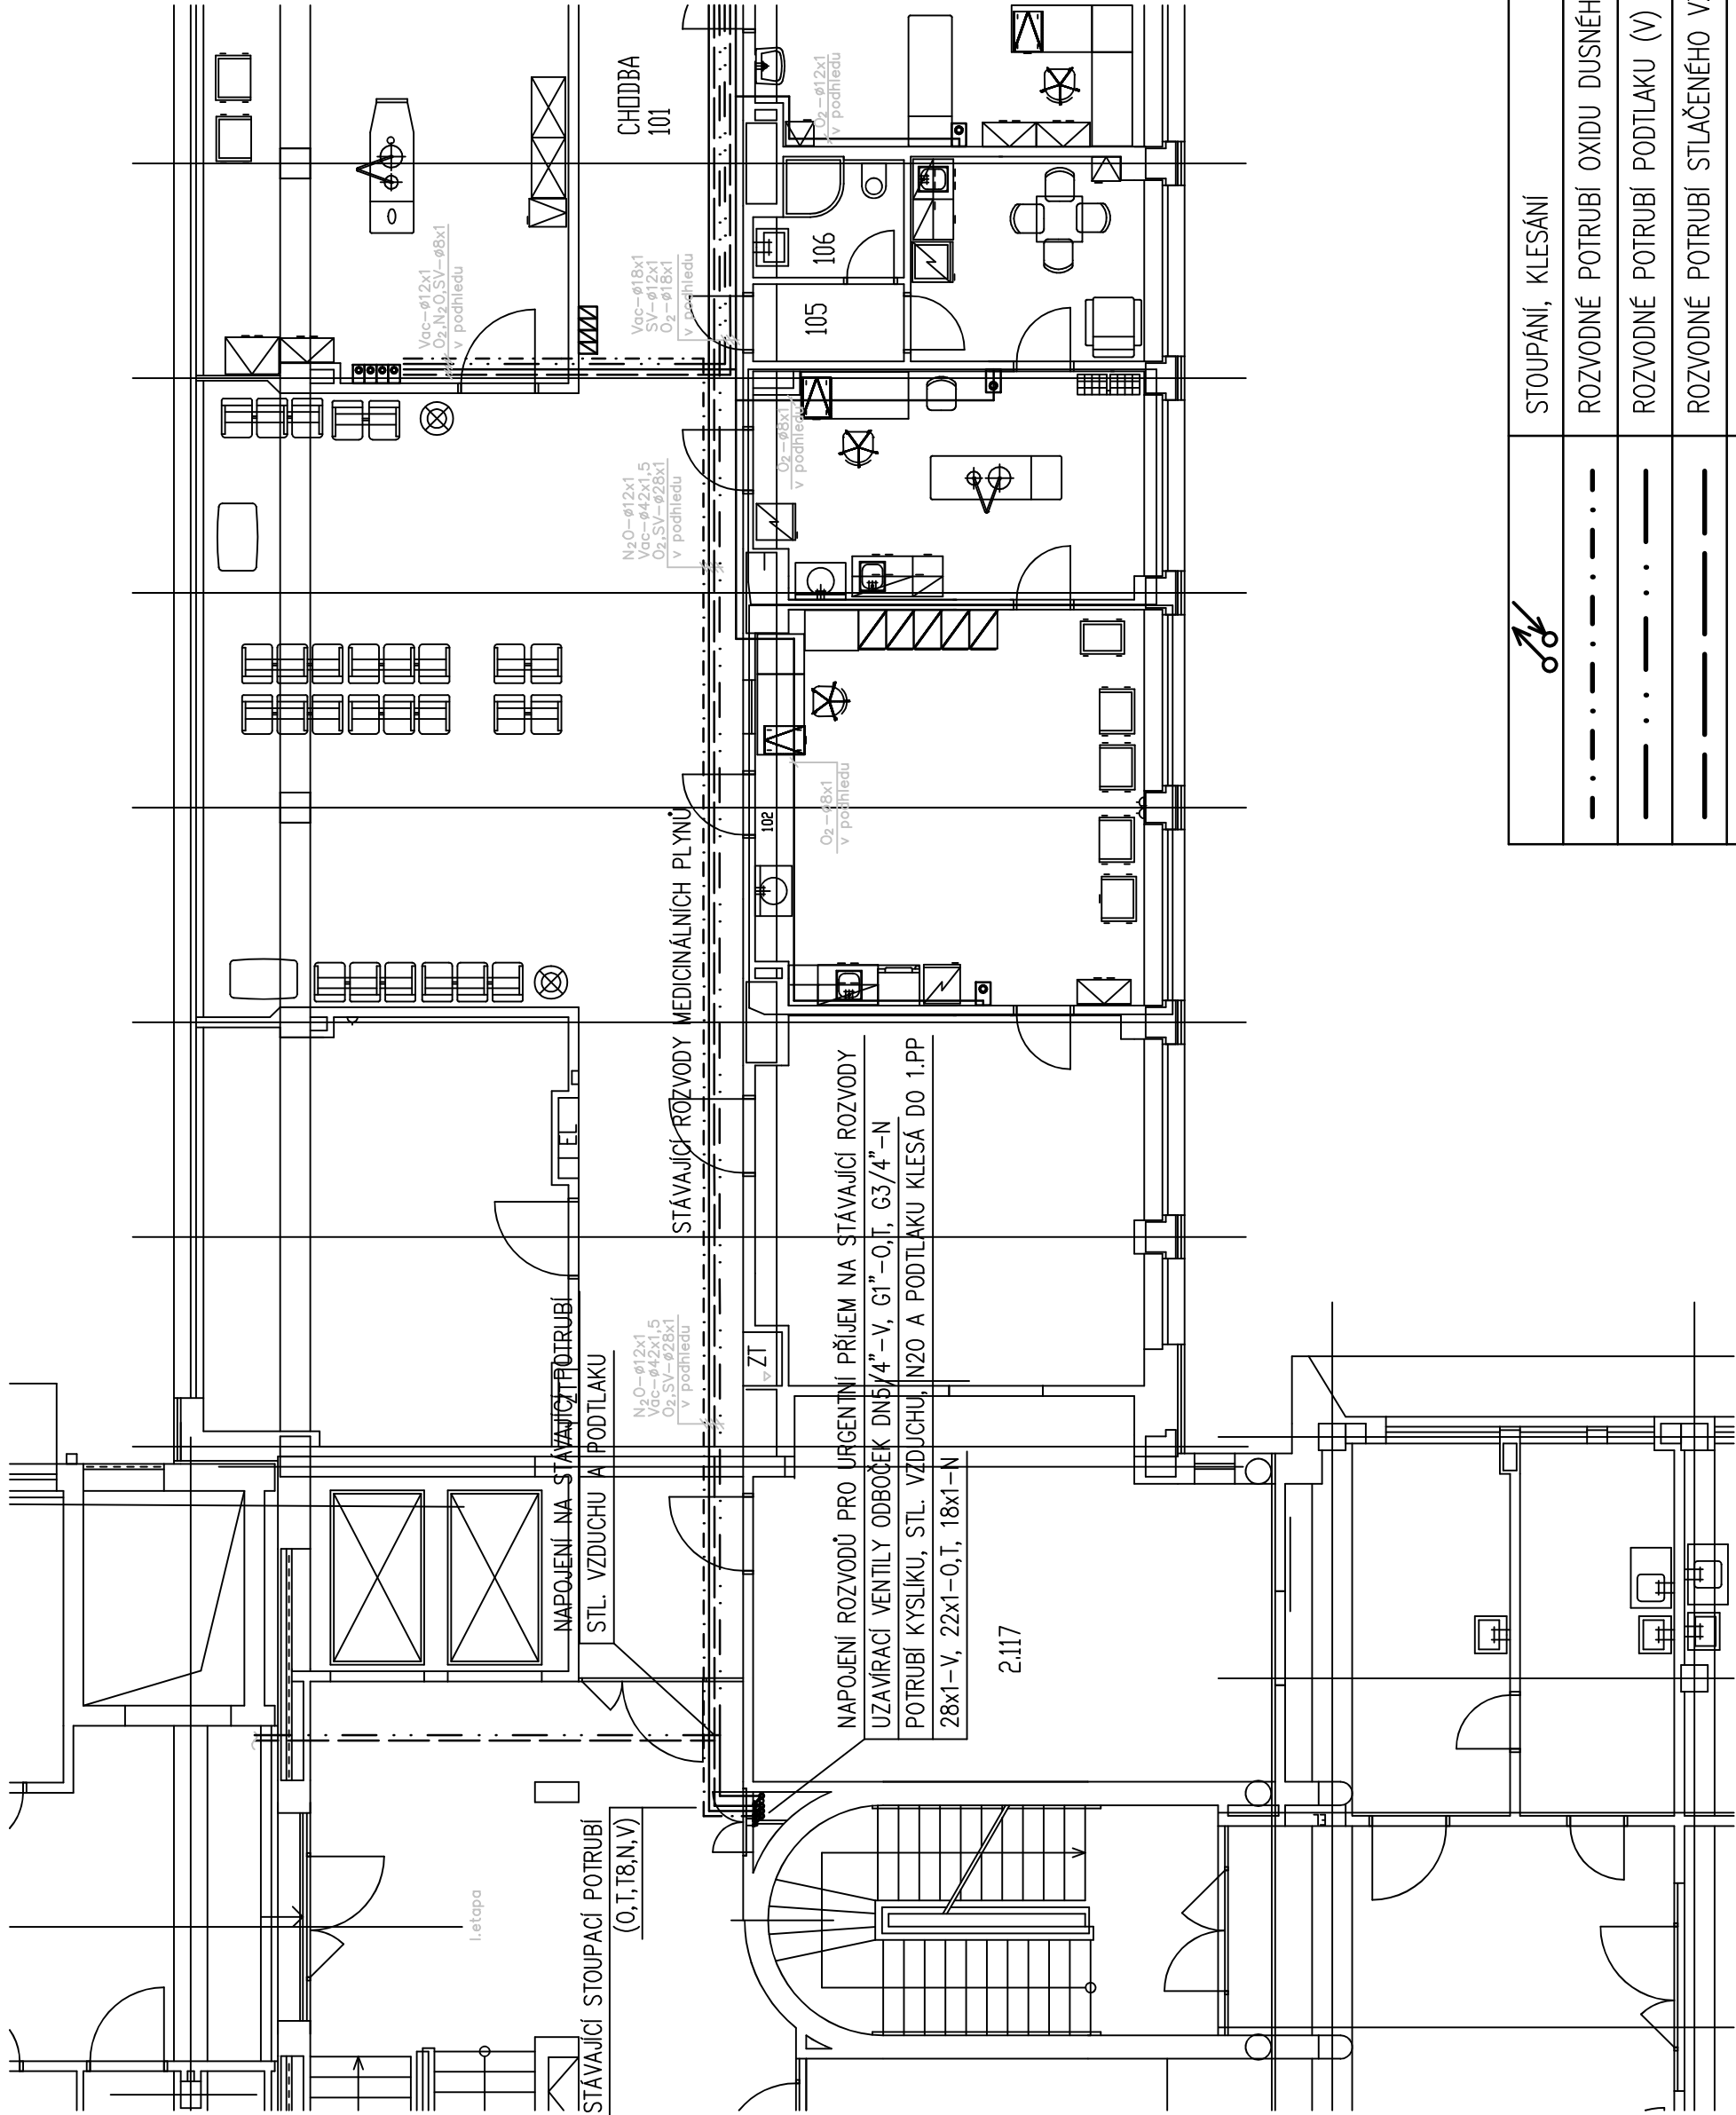 CHODBA
101
Vac-ø12x1
O₂,N₂O,SV-ø8x1
v podhledu
Vac-ø18x1
SV-ø12x1
O₂-ø18x1
v podhledu
O₂-ø12x1
v podhledu
106
105
N₂O-ø12x1
Vac-ø42x1,5
O₂,SV-ø28x1
v podhledu
O₂-ø8x1
v podhledu
STÁVAJÍCÍ ROZVODY MEDICINÁLNÍCH PLYNŮ
102
O₂-ø8x1
v podhledu
EL
NAPOJENÍ NA STÁVAJÍCÍ POTRUBÍ
STL. VZDUCHU A PODTLAKU
N₂O-ø12x1
Vac-ø42x1,5
O₂,SV-ø28x1
v podhledu
ZT
NAPOJENÍ ROZVODŮ PRO URGENTNÍ PŘÍJEM NA STÁVAJÍCÍ ROZVODY
UZAVÍRACÍ VENTILY ODBOČEK DN5/4"-V, G1"-O,T, G3/4"-N
POTRUBÍ KYSLÍKU, STL. VZDUCHU, N2O A PODTLAKU KLESÁ DO 1.PP
28x1-V, 22x1-O,T, 18x1-N
2.117
STÁVAJÍCÍ STOUPACÍ POTRUBÍ
(O,T,T8,N,V)
I.etapa
STOUPÁNÍ, KLESÁNÍ
ROZVODNÉ POTRUBÍ OXIDU DUSNÉH
ROZVODNÉ POTRUBÍ PODTLAKU (V)
ROZVODNÉ POTRUBÍ STLAČENÉHO V